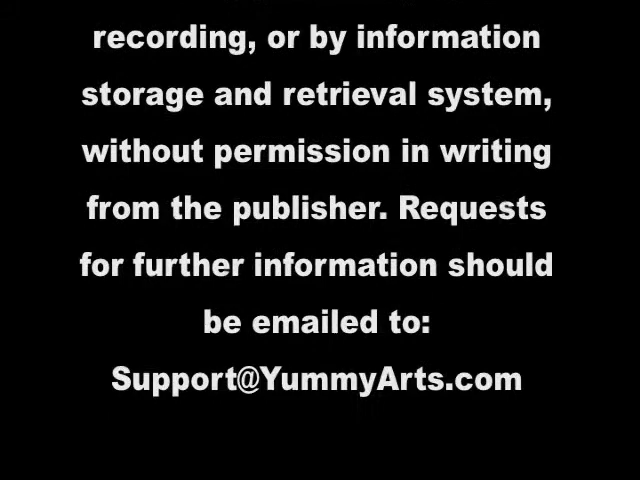 recording, or by information
storage and retrieval system,
without permission in writing
from the publisher. Requests
for further information should
be emailed to:
Support@YummyArts.com